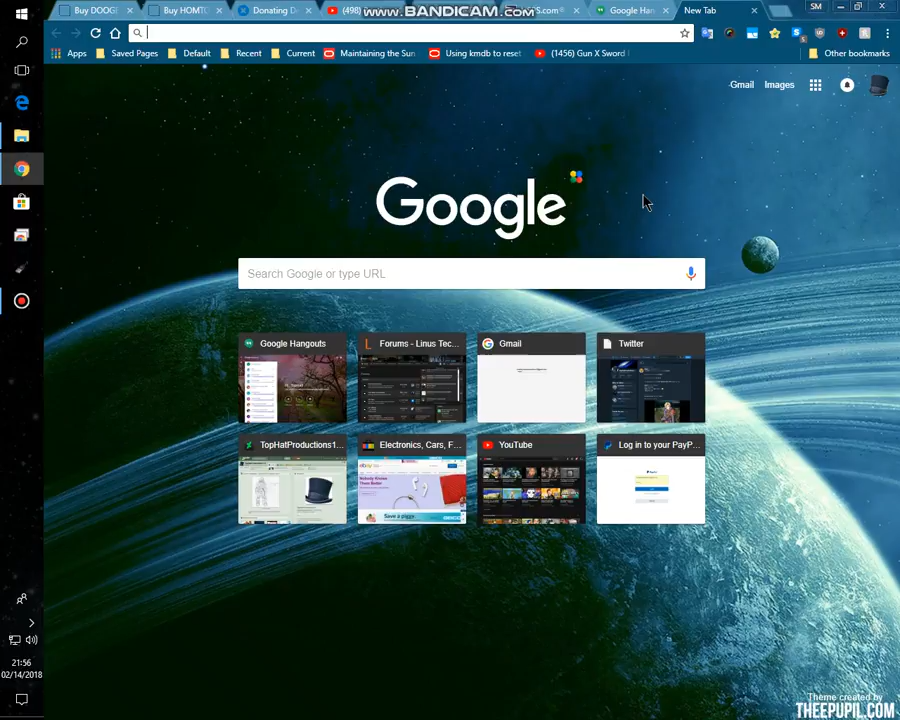 Buy DOOG
Buy HOMTO
Donating D
(498)
www.BANDICAM.com
S.com
Google Han
New Tab
SM
Apps
Saved Pages
Default
Recent
Current
Maintaining the Sun
Using kmdb to reset
(1456) Gun X Sword
Other bookmarks
Gmail
Images
Google
Search Google or type URL
Google Hangouts
Forums - Linus Tec...
Gmail
Twitter
TopHatProductions1...
Electronics, Cars, F...
YouTube
Log in to your PayP...
21:56
02/14/2018
Theme created by
THEEPUPIL.COM